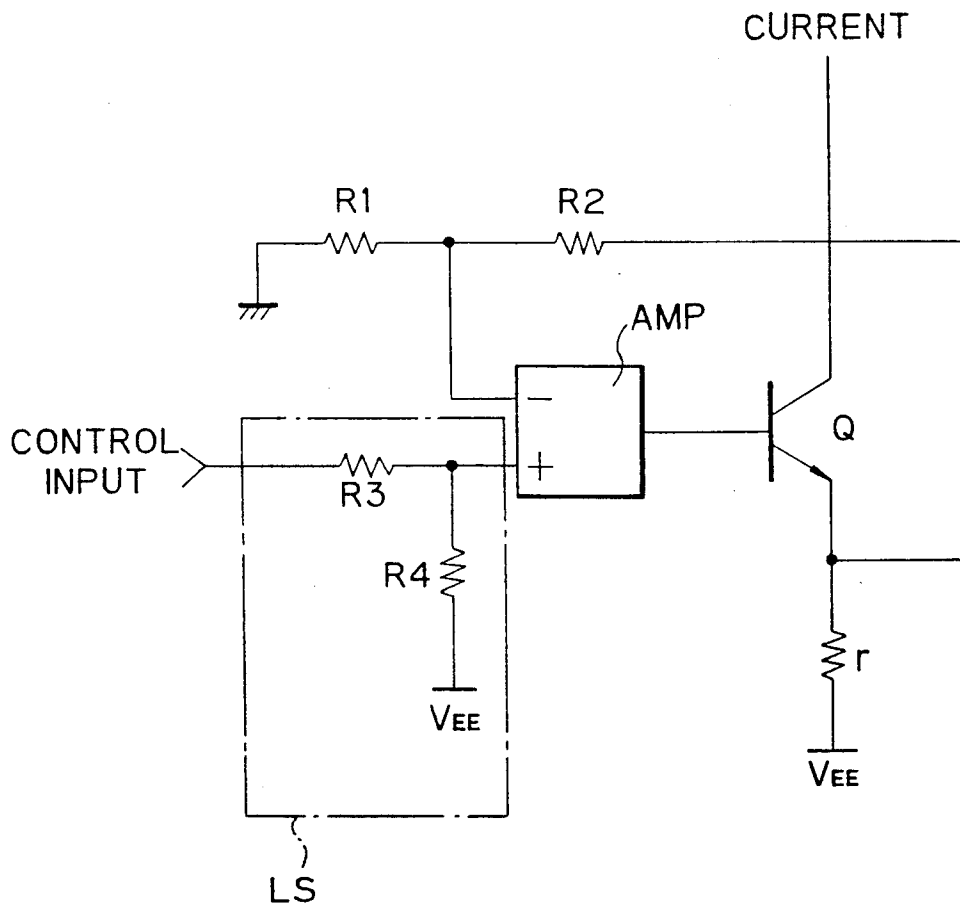 CURRENT
R1
R2
AMP
−
CONTROL
INPUT
+
R3
Q
R4
r
VEE
VEE
LS